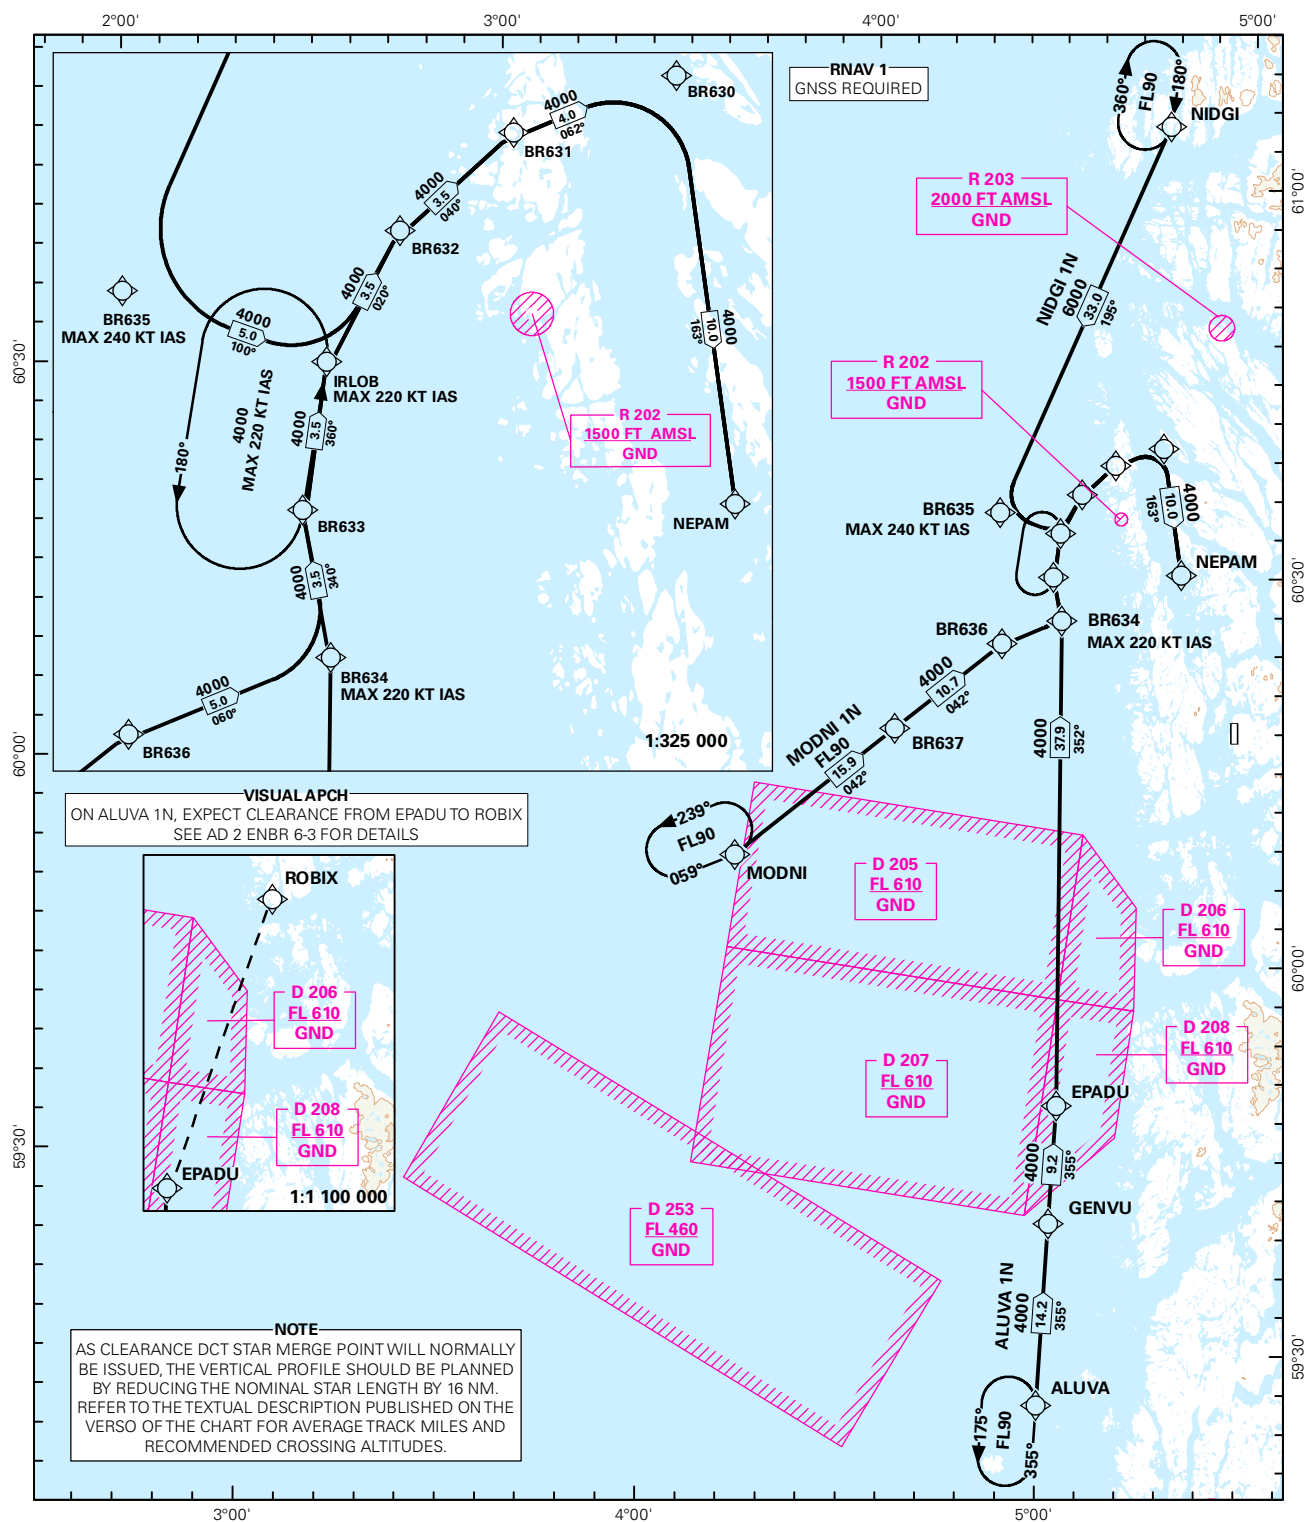 2°00'
3°00'
4°00'
5°00'
RNAV 1
GNSS REQUIRED
360°
FL90
180°
NIDGI
BR630
4000
4.0
062°
BR631
4000
3.5
040°
BR632
4000
3.5
020°
BR635
MAX 240 KT IAS
4000
5.0
100°
IRLOB
MAX 220 KT IAS
4000
MAX 220 KT IAS
4000
3.5
360°
180°
BR633
4000
3.5
340°
R 202
1500 FT AMSL
GND
4000
10.0
163°
NEPAM
BR634
MAX 220 KT IAS
4000
5.0
060°
BR636
1:325 000
61°00'
60°30'
60°00'
59°30'
60°30'
60°00'
59°30'
R 203
2000 FT AMSL
GND
NIDGI 1N
6000
33.0
195°
R 202
1500 FT AMSL
GND
BR635
MAX 240 KT IAS
4000
10.0
163°
NEPAM
BR636
BR634
MAX 220 KT IAS
4000
10.7
042°
BR637
MODNI 1N
FL90
15.9
042°
4000
37.9
352°
239°
FL90
059°
MODNI
VISUAL APCH
ON ALUVA 1N, EXPECT CLEARANCE FROM EPADU TO ROBIX
SEE AD 2 ENBR 6-3 FOR DETAILS
ROBIX
D 206
FL 610
GND
D 208
FL 610
GND
EPADU
1:1 100 000
D 205
FL 610
GND
D 206
FL 610
GND
D 207
FL 610
GND
D 208
FL 610
GND
EPADU
4000
9.2
355°
GENVU
D 253
FL 460
GND
ALUVA 1N
4000
14.2
355°
ALUVA
175°
FL90
355°
NOTE
AS CLEARANCE DCT STAR MERGE POINT WILL NORMALLY
BE ISSUED, THE VERTICAL PROFILE SHOULD BE PLANNED
BY REDUCING THE NOMINAL STAR LENGTH BY 16 NM.
REFER TO THE TEXTUAL DESCRIPTION PUBLISHED ON THE
VERSO OF THE CHART FOR AVERAGE TRACK MILES AND
RECOMMENDED CROSSING ALTITUDES.
3°00'
4°00'
5°00'